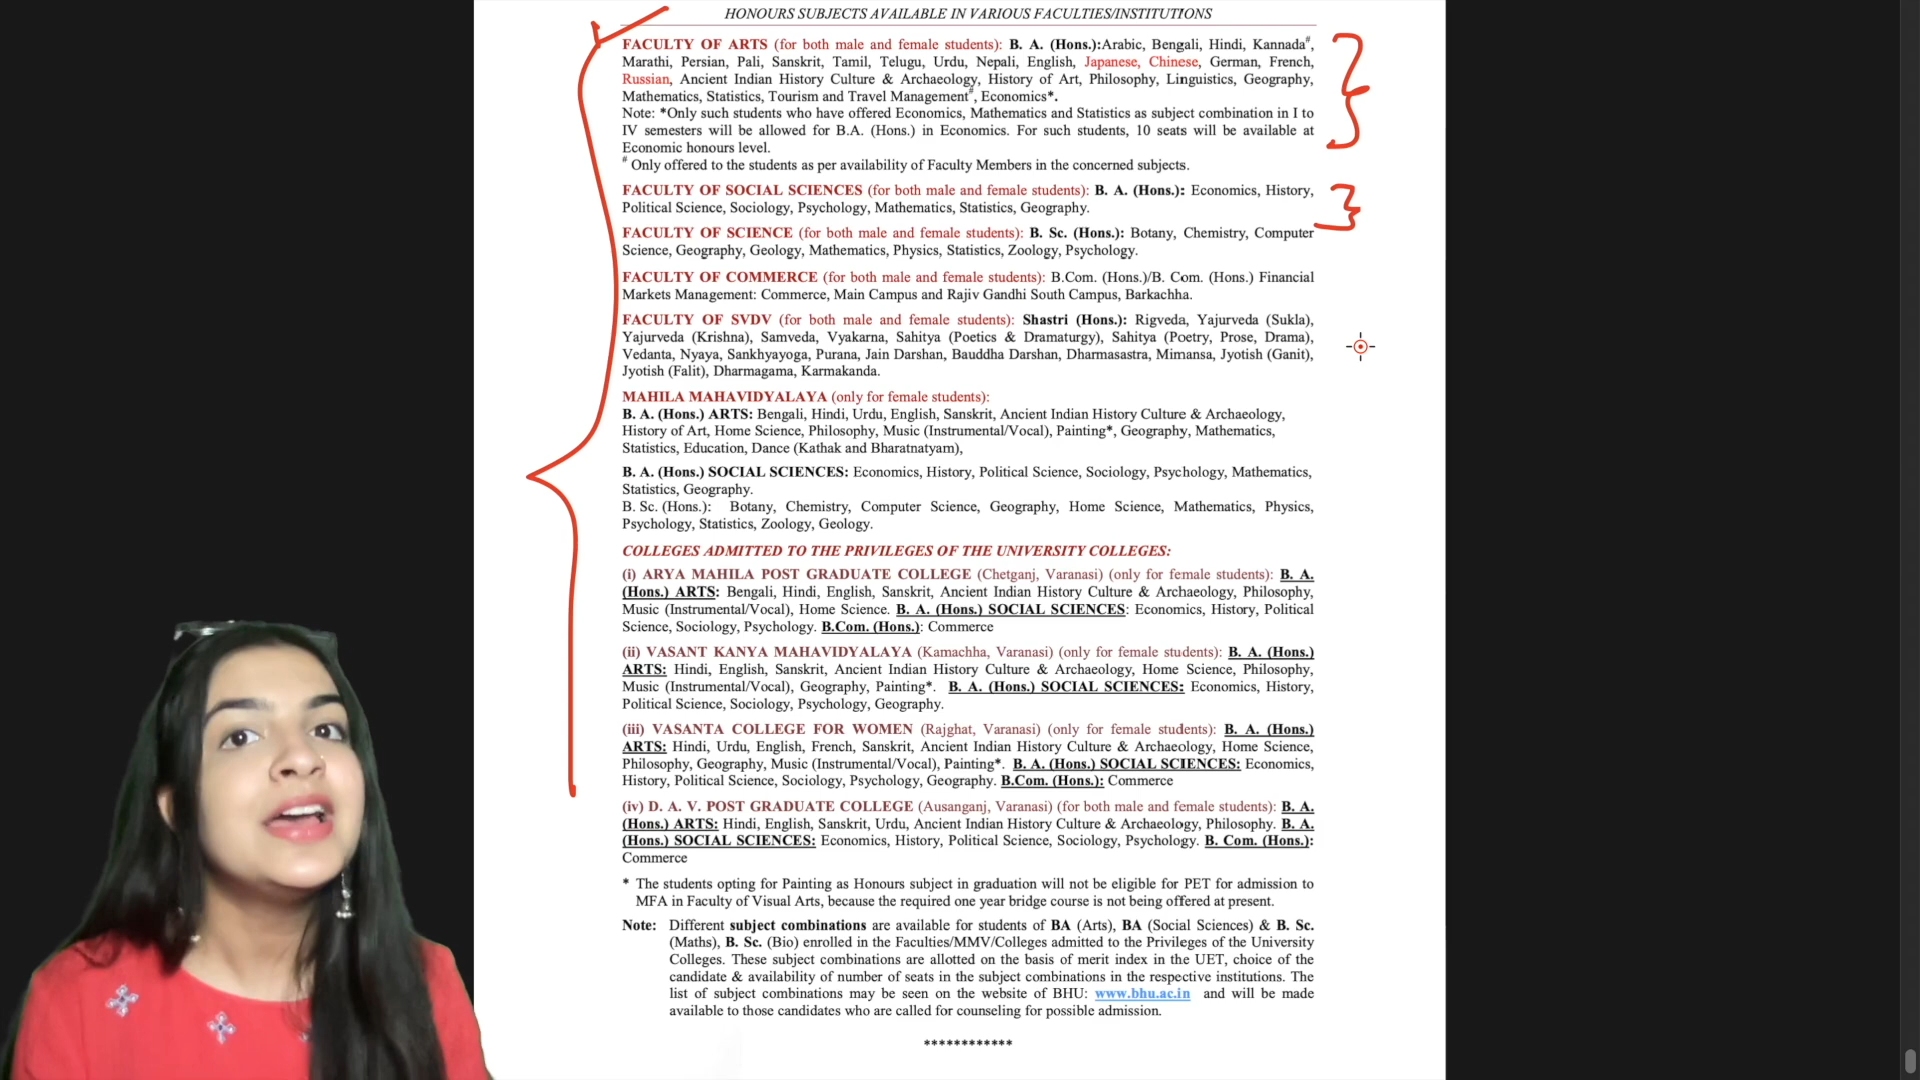 HONOURS SUBJECTS AVAILABLE IN VARIOUS FACULTIES/INSTITUTIONS
FACULTY OF ARTS (for both male and female students): B. A. (Hons.):Arabic, Bengali, Hindi, Kannada#,
Marathi, Persian, Pali, Sanskrit, Tamil, Telugu, Urdu, Nepali, English, Japanese, Chinese, German, French,
Russian, Ancient Indian History Culture & Archaeology, History of Art, Philosophy, Linguistics, Geography,
Mathematics, Statistics, Tourism and Travel Management#, Economics*.
Note: *Only such students who have offered Economics, Mathematics and Statistics as subject combination in I to
IV semesters will be allowed for B.A. (Hons.) in Economics. For such students, 10 seats will be available at
Economic honours level.
# Only offered to the students as per availability of Faculty Members in the concerned subjects.
FACULTY OF SOCIAL SCIENCES (for both male and female students): B. A. (Hons.): Economics, History,
Political Science, Sociology, Psychology, Mathematics, Statistics, Geography.
FACULTY OF SCIENCE (for both male and female students): B. Sc. (Hons.): Botany, Chemistry, Computer
Science, Geography, Geology, Mathematics, Physics, Statistics, Zoology, Psychology.
FACULTY OF COMMERCE (for both male and female students): B.Com. (Hons.)/B. Com. (Hons.) Financial
Markets Management: Commerce, Main Campus and Rajiv Gandhi South Campus, Barkachha.
FACULTY OF SVDV (for both male and female students): Shastri (Hons.): Rigveda, Yajurveda (Sukla),
Yajurveda (Krishna), Samveda, Vyakarna, Sahitya (Poetics & Dramaturgy), Sahitya (Poetry, Prose, Drama),
Vedanta, Nyaya, Sankhyayoga, Purana, Jain Darshan, Bauddha Darshan, Dharmasastra, Mimansa, Jyotish (Ganit),
Jyotish (Falit), Dharmagama, Karmakanda.
MAHILA MAHAVIDYALAYA (only for female students):
B. A. (Hons.) ARTS: Bengali, Hindi, Urdu, English, Sanskrit, Ancient Indian History Culture & Archaeology,
History of Art, Home Science, Philosophy, Music (Instrumental/Vocal), Painting*, Geography, Mathematics,
Statistics, Education, Dance (Kathak and Bharatnatyam),
B. A. (Hons.) SOCIAL SCIENCES: Economics, History, Political Science, Sociology, Psychology, Mathematics,
Statistics, Geography.
B. Sc. (Hons.): Botany, Chemistry, Computer Science, Geography, Home Science, Mathematics, Physics,
Psychology, Statistics, Zoology, Geology.
COLLEGES ADMITTED TO THE PRIVILEGES OF THE UNIVERSITY COLLEGES:
(i) ARYA MAHILA POST GRADUATE COLLEGE (Chetganj, Varanasi) (only for female students): B. A.
(Hons.) ARTS: Bengali, Hindi, English, Sanskrit, Ancient Indian History Culture & Archaeology, Philosophy,
Music (Instrumental/Vocal), Home Science. B. A. (Hons.) SOCIAL SCIENCES: Economics, History, Political
Science, Sociology, Psychology. B.Com. (Hons.): Commerce
(ii) VASANT KANYA MAHAVIDYALAYA (Kamachha, Varanasi) (only for female students): B. A. (Hons.)
ARTS: Hindi, English, Sanskrit, Ancient Indian History Culture & Archaeology, Home Science, Philosophy,
Music (Instrumental/Vocal), Geography, Painting*. B. A. (Hons.) SOCIAL SCIENCES: Economics, History,
Political Science, Sociology, Psychology, Geography.
(iii) VASANTA COLLEGE FOR WOMEN (Rajghat, Varanasi) (only for female students): B. A. (Hons.)
ARTS: Hindi, Urdu, English, French, Sanskrit, Ancient Indian History Culture & Archaeology, Home Science,
Philosophy, Geography, Music (Instrumental/Vocal), Painting*. B. A. (Hons.) SOCIAL SCIENCES: Economics,
History, Political Science, Sociology, Psychology, Geography. B.Com. (Hons.): Commerce
(iv) D. A. V. POST GRADUATE COLLEGE (Ausanganj, Varanasi) (for both male and female students): B. A.
(Hons.) ARTS: Hindi, English, Sanskrit, Urdu, Ancient Indian History Culture & Archaeology, Philosophy. B. A.
(Hons.) SOCIAL SCIENCES: Economics, History, Political Science, Sociology, Psychology. B. Com. (Hons.):
Commerce
* The students opting for Painting as Honours subject in graduation will not be eligible for PET for admission to
MFA in Faculty of Visual Arts, because the required one year bridge course is not being offered at present.
Note: Different subject combinations are available for students of BA (Arts), BA (Social Sciences) & B. Sc.
(Maths), B. Sc. (Bio) enrolled in the Faculties/MMV/Colleges admitted to the Privileges of the University
Colleges. These subject combinations are allotted on the basis of merit index in the UET, choice of the
candidate & availability of number of seats in the subject combinations in the respective institutions. The
list of subject combinations may be seen on the website of BHU: www.bhu.ac.in and will be made
available to those candidates who are called for counseling for possible admission.
************